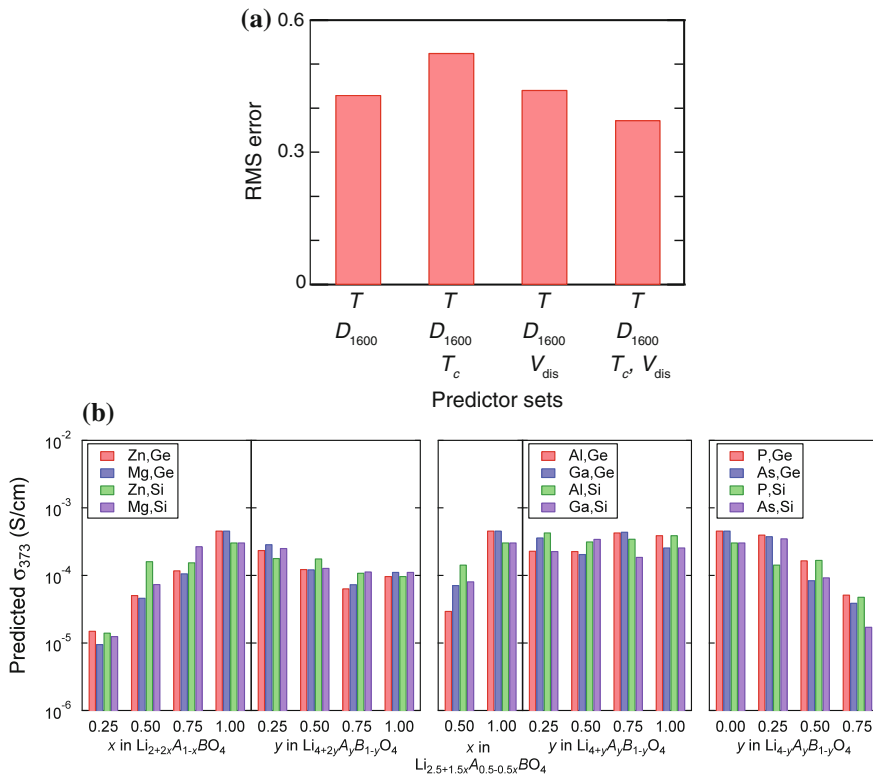 (a)
0.6
0.3
0
RMS error
T T T T
D1600 D1600 D1600 D1600
Tc Vdis Tc, Vdis
Predictor sets
(b)
Predicted σ373 (S/cm)
10-2
10-3
10-4
10-5
10-6
Zn,Ge
Mg,Ge
Zn,Si
Mg,Si
Al,Ge
Ga,Ge
Al,Si
Ga,Si
P,Ge
As,Ge
P,Si
As,Si
0.25 0.50 0.75 1.00 0.25 0.50 0.75 1.00 0.50 1.00 0.25 0.50 0.75 1.00 0.00 0.25 0.50 0.75
x in Li2+2xA1-xBO4
y in Li4+2yAyB1-yO4
x in
Li2.5+1.5xA0.5-0.5xBO4
y in Li4+yAyB1-yO4
y in Li4-yAyB1-yO4